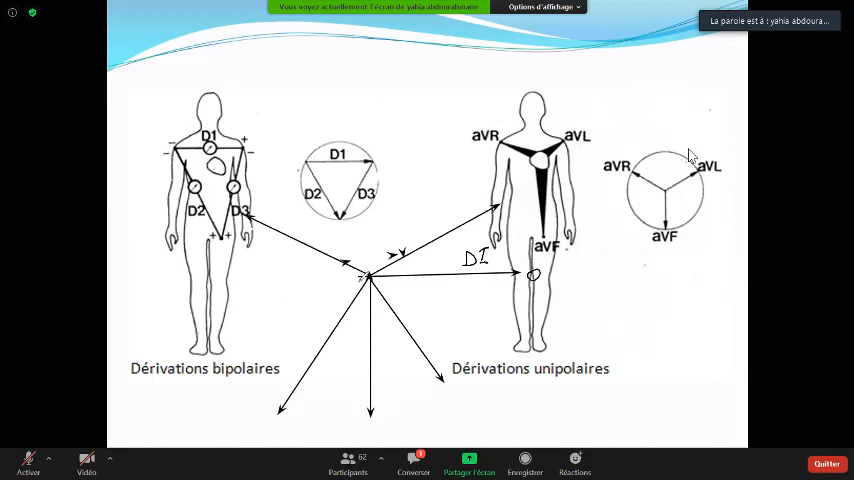 Vous voyez actuellement l'écran de yahia abdourahmane
Options d'affichage
La parole est à : yahia abdoura...
D1
D2
D3
D1
D2
D3
aVR
aVL
aVF
aVR
aVL
aVF
DI
Dérivations bipolaires
Dérivations unipolaires
Activer
Vidéo
62
Participants
1
Converser
Partager l'écran
Enregistrer
Réactions
Quitter